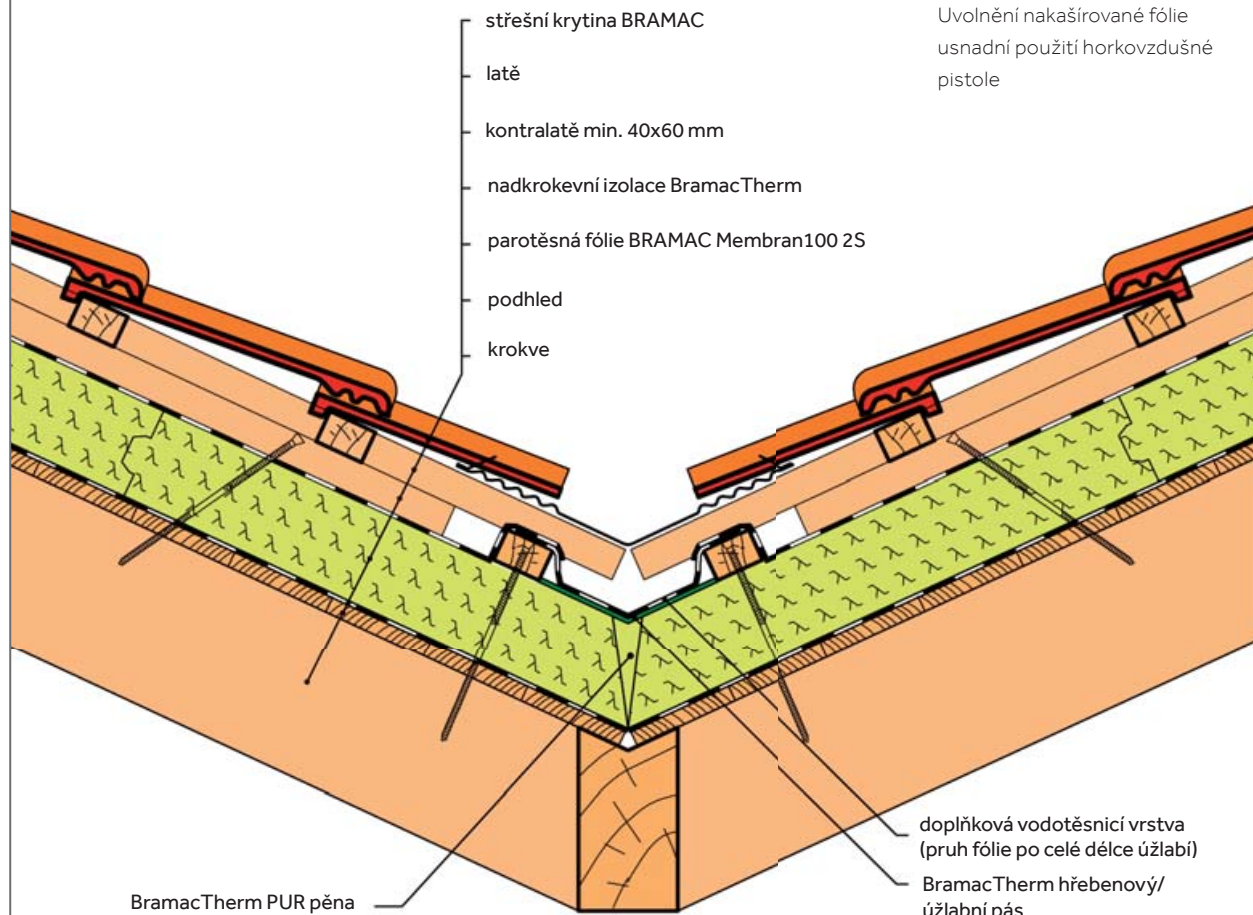 střešní krytina BRAMAC
latě
kontralatě min. 40x60 mm
nadkrokevní izolace BramacTherm
parotěsná fólie BRAMAC Membran100 2S
podhled
krokve
Uvolnění nakašírované fólie
usnadní použití horkovzdušné
pistole
doplňková vodotěsnicí vrstva
(pruh fólie po celé délce úžlabí)
BramacTherm hřebenový/
úžlabní pás
BramacTherm PUR pěna